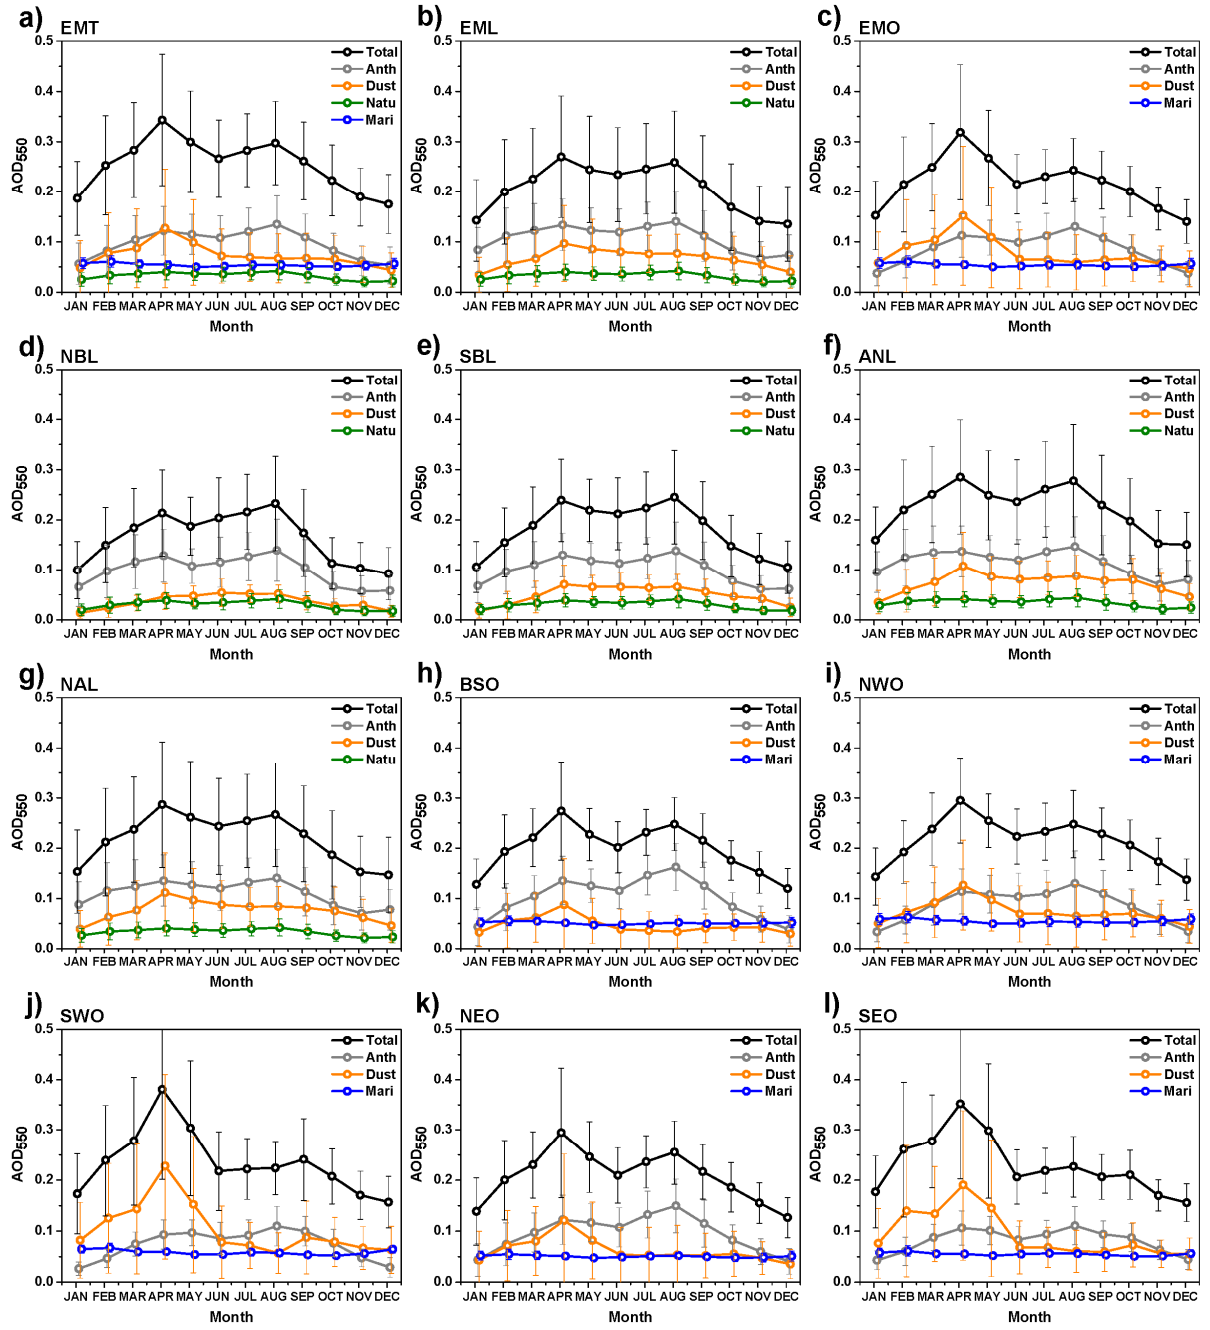 a) EMT
0.5
0.4
0.3
0.2
0.1
0.0
AOD550
Total
Anth
Dust
Natu
Mari
JAN FEB MAR APR MAY JUN JUL AUG SEP OCT NOV DEC
Month
b) EML
0.5
0.4
0.3
0.2
0.1
0.0
AOD550
Total
Anth
Dust
Natu
JAN FEB MAR APR MAY JUN JUL AUG SEP OCT NOV DEC
Month
c) EMO
0.5
0.4
0.3
0.2
0.1
0.0
AOD550
Total
Anth
Dust
Mari
JAN FEB MAR APR MAY JUN JUL AUG SEP OCT NOV DEC
Month
d) NBL
0.5
0.4
0.3
0.2
0.1
0.0
AOD550
Total
Anth
Dust
Natu
JAN FEB MAR APR MAY JUN JUL AUG SEP OCT NOV DEC
Month
e) SBL
0.5
0.4
0.3
0.2
0.1
0.0
AOD550
Total
Anth
Dust
Natu
JAN FEB MAR APR MAY JUN JUL AUG SEP OCT NOV DEC
Month
f) ANL
0.5
0.4
0.3
0.2
0.1
0.0
AOD550
Total
Anth
Dust
Natu
JAN FEB MAR APR MAY JUN JUL AUG SEP OCT NOV DEC
Month
g) NAL
0.5
0.4
0.3
0.2
0.1
0.0
AOD550
Total
Anth
Dust
Natu
JAN FEB MAR APR MAY JUN JUL AUG SEP OCT NOV DEC
Month
h) BSO
0.5
0.4
0.3
0.2
0.1
0.0
AOD550
Total
Anth
Dust
Mari
JAN FEB MAR APR MAY JUN JUL AUG SEP OCT NOV DEC
Month
i) NWO
0.5
0.4
0.3
0.2
0.1
0.0
AOD550
Total
Anth
Dust
Mari
JAN FEB MAR APR MAY JUN JUL AUG SEP OCT NOV DEC
Month
j) SWO
0.5
0.4
0.3
0.2
0.1
0.0
AOD550
Total
Anth
Dust
Mari
JAN FEB MAR APR MAY JUN JUL AUG SEP OCT NOV DEC
Month
k) NEO
0.5
0.4
0.3
0.2
0.1
0.0
AOD550
Total
Anth
Dust
Mari
JAN FEB MAR APR MAY JUN JUL AUG SEP OCT NOV DEC
Month
l) SEO
0.5
0.4
0.3
0.2
0.1
0.0
AOD550
Total
Anth
Dust
Mari
JAN FEB MAR APR MAY JUN JUL AUG SEP OCT NOV DEC
Month